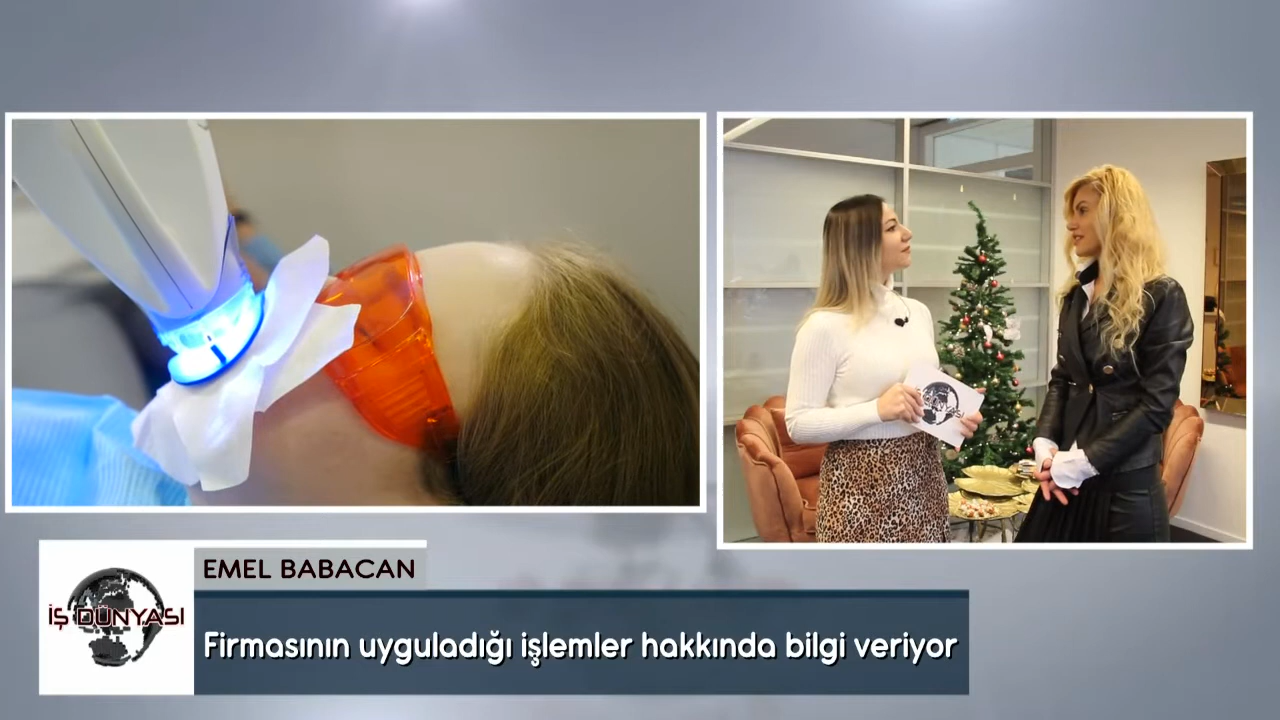 EMEL BABACAN
İŞ DÜNYASI
Firmasının uyguladığı işlemler hakkında bilgi veriyor